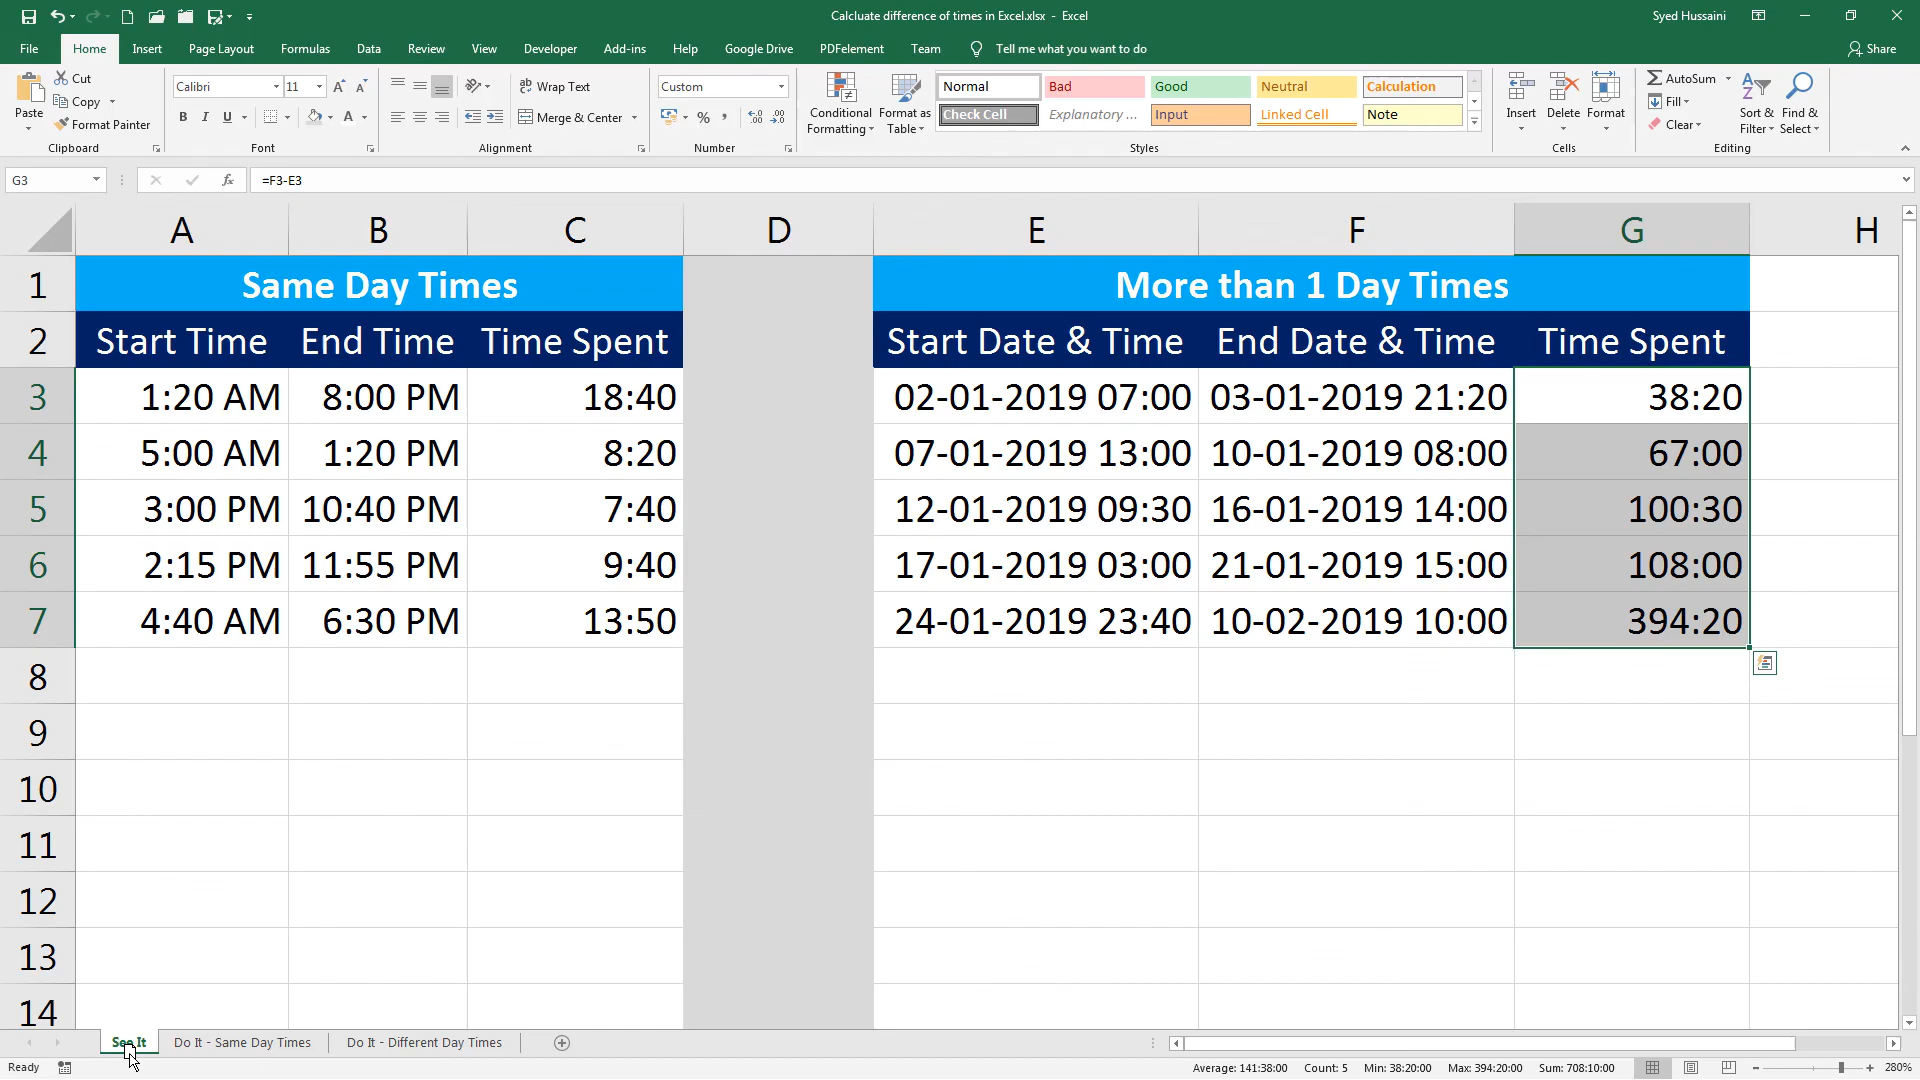 Calcluate difference of times in Excel.xlsx - Excel
Syed Hussaini
File Home Insert Page Layout Formulas Data Review View Developer Add-ins Help Google Drive PDFelement Team Tell me what you want to do Share
Paste
Cut
Copy
Format Painter
Clipboard
Calibri 11
B I U
Font
Wrap Text
Merge & Center
Alignment
Custom
%
Number
Conditional Formatting
Format as Table
Normal Bad Good Neutral Calculation
Check Cell Explanatory ... Input Linked Cell Note
Styles
Insert Delete Format
Cells
AutoSum
Fill
Clear
Sort & Filter
Find & Select
Editing
G3 fx =F3-E3
A B C D E F G H
1 Same Day Times More than 1 Day Times
2 Start Time End Time Time Spent Start Date & Time End Date & Time Time Spent
3 1:20 AM 8:00 PM 18:40 02-01-2019 07:00 03-01-2019 21:20 38:20
4 5:00 AM 1:20 PM 8:20 07-01-2019 13:00 10-01-2019 08:00 67:00
5 3:00 PM 10:40 PM 7:40 12-01-2019 09:30 16-01-2019 14:00 100:30
6 2:15 PM 11:55 PM 9:40 17-01-2019 03:00 21-01-2019 15:00 108:00
7 4:40 AM 6:30 PM 13:50 24-01-2019 23:40 10-02-2019 10:00 394:20
8
9
10
11
12
13
14
See It Do It - Same Day Times Do It - Different Day Times
Ready Average: 141:38:00 Count: 5 Min: 38:20:00 Max: 394:20:00 Sum: 708:10:00 280%